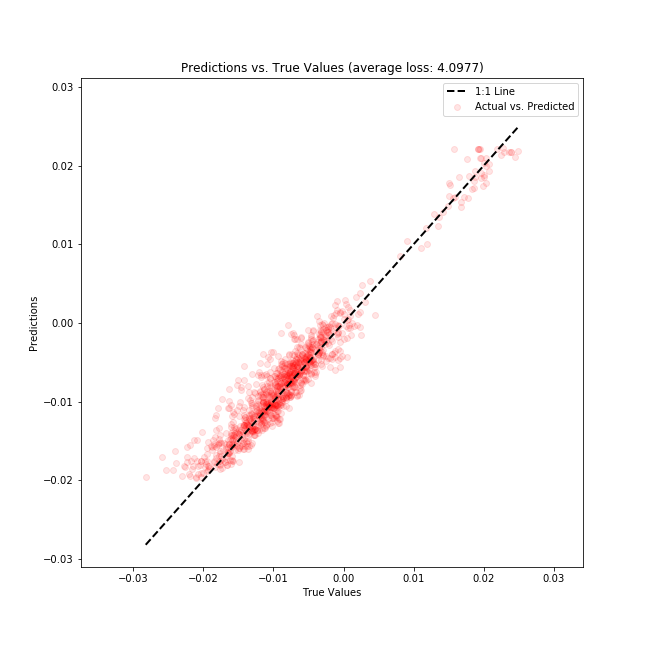 Predictions vs. True Values (average loss: 4.0977)
1:1 Line
Actual vs. Predicted
0.03
0.02
0.01
0.00
−0.01
−0.02
−0.03
Predictions
−0.03 −0.02 −0.01 0.00 0.01 0.02 0.03
True Values